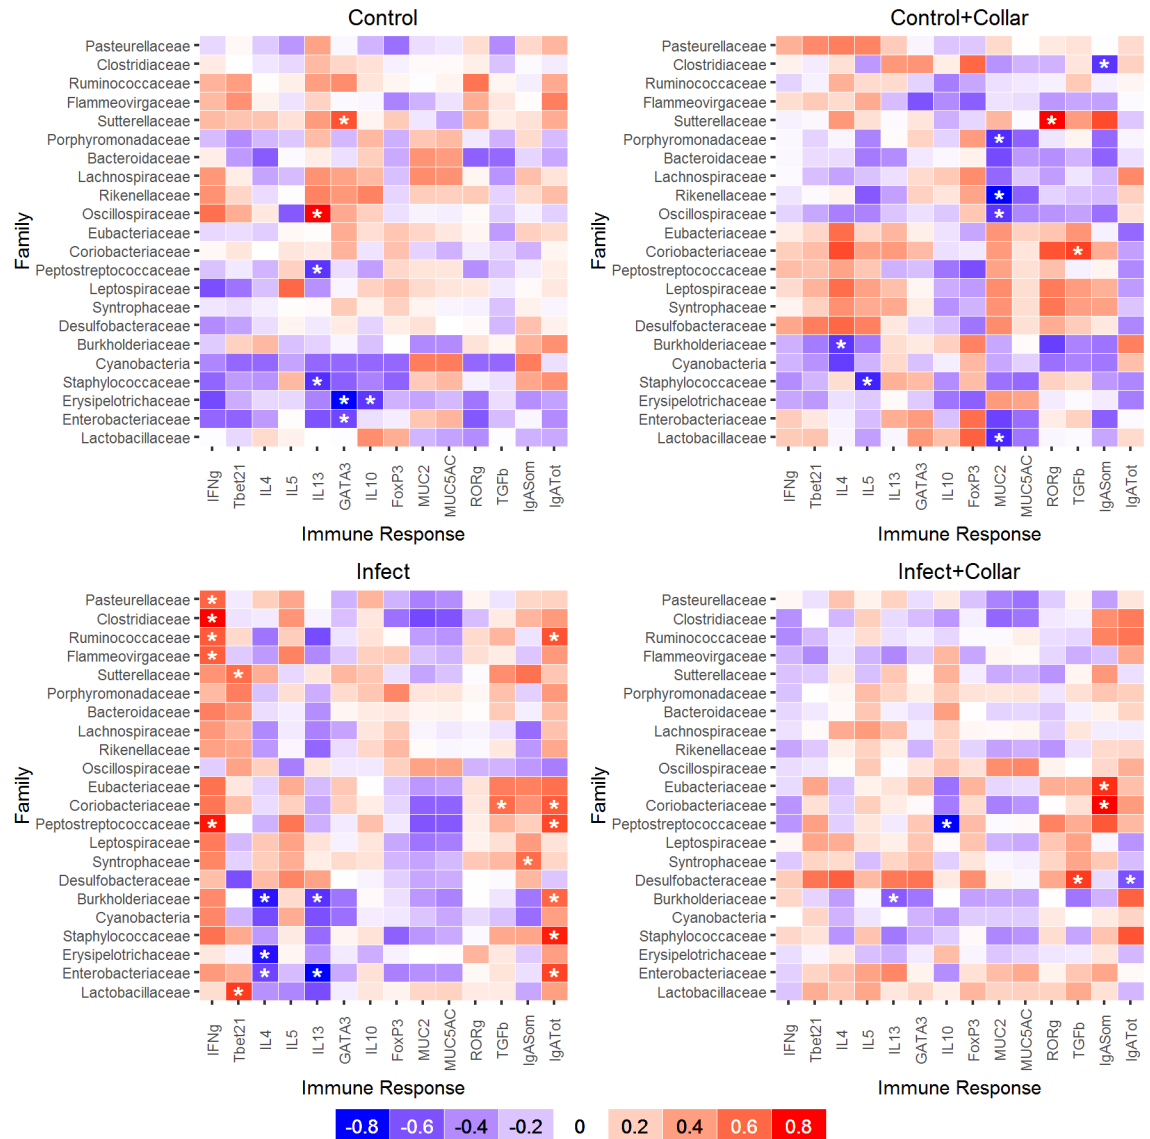 Control
Pasteurellaceae
Clostridiaceae
Ruminococcaceae
Flammeovirgaceae
Sutterellaceae
Porphyromonadaceae
Bacteroidaceae
Lachnospiraceae
Rikenellaceae
Oscillospiraceae
Eubacteriaceae
Coriobacteriaceae
Peptostreptococcaceae
Leptospiraceae
Syntrophaceae
Desulfobacteraceae
Burkholderiaceae
Cyanobacteria
Staphylococcaceae
Erysipelotrichaceae
Enterobacteriaceae
Lactobacillaceae
Family
IFNg Tbet21 IL4 IL5 IL13 GATA3 IL10 FoxP3 MUC2 MUC5AC RORg TGFb IgASom IgATot
Immune Response
Control+Collar
Pasteurellaceae
Clostridiaceae
Ruminococcaceae
Flammeovirgaceae
Sutterellaceae
Porphyromonadaceae
Bacteroidaceae
Lachnospiraceae
Rikenellaceae
Oscillospiraceae
Eubacteriaceae
Coriobacteriaceae
Peptostreptococcaceae
Leptospiraceae
Syntrophaceae
Desulfobacteraceae
Burkholderiaceae
Cyanobacteria
Staphylococcaceae
Erysipelotrichaceae
Enterobacteriaceae
Lactobacillaceae
Family
IFNg Tbet21 IL4 IL5 IL13 GATA3 IL10 FoxP3 MUC2 MUC5AC RORg TGFb IgASom IgATot
Immune Response
Infect
Pasteurellaceae
Clostridiaceae
Ruminococcaceae
Flammeovirgaceae
Sutterellaceae
Porphyromonadaceae
Bacteroidaceae
Lachnospiraceae
Rikenellaceae
Oscillospiraceae
Eubacteriaceae
Coriobacteriaceae
Peptostreptococcaceae
Leptospiraceae
Syntrophaceae
Desulfobacteraceae
Burkholderiaceae
Cyanobacteria
Staphylococcaceae
Erysipelotrichaceae
Enterobacteriaceae
Lactobacillaceae
Family
IFNg Tbet21 IL4 IL5 IL13 GATA3 IL10 FoxP3 MUC2 MUC5AC RORg TGFb IgASom IgATot
Immune Response
Infect+Collar
Pasteurellaceae
Clostridiaceae
Ruminococcaceae
Flammeovirgaceae
Sutterellaceae
Porphyromonadaceae
Bacteroidaceae
Lachnospiraceae
Rikenellaceae
Oscillospiraceae
Eubacteriaceae
Coriobacteriaceae
Peptostreptococcaceae
Leptospiraceae
Syntrophaceae
Desulfobacteraceae
Burkholderiaceae
Cyanobacteria
Staphylococcaceae
Erysipelotrichaceae
Enterobacteriaceae
Lactobacillaceae
Family
IFNg Tbet21 IL4 IL5 IL13 GATA3 IL10 FoxP3 MUC2 MUC5AC RORg TGFb IgASom IgATot
Immune Response
-0.8 -0.6 -0.4 -0.2 0 0.2 0.4 0.6 0.8